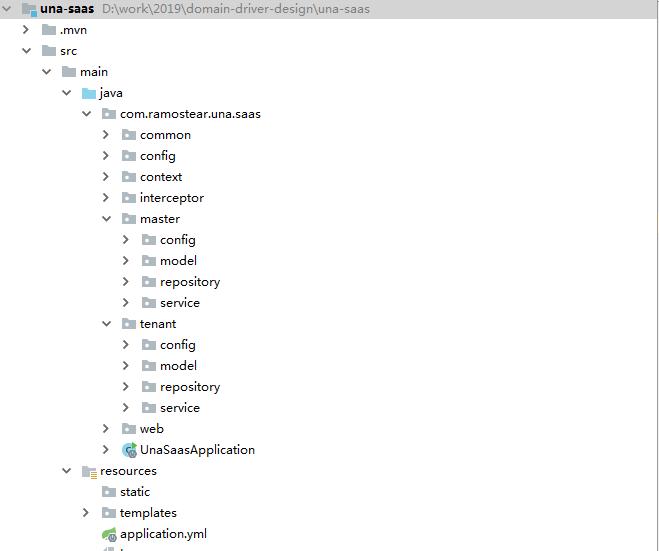 una-saas D:\work\2019\domain-driver-design\una-saas
.mvn
src
main
java
com.ramostear.una.saas
common
config
context
interceptor
master
config
model
repository
service
tenant
config
model
repository
service
web
UnaSaasApplication
resources
static
templates
application.yml